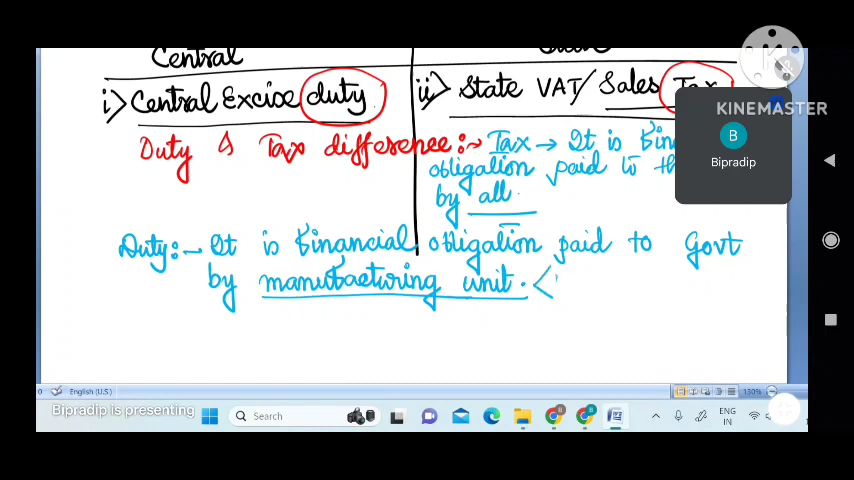 Central
i> Central Excise duty
ii> State VAT/Sales Tax
KINEMASTER
B
Bipradip
Duty & Tax difference:~ Tax → It is
obligation paid to
by all.
Duty:- It is Financial obligation paid to Govt
by manufacturing unit. <
English (U.S.)
130%
Bipradip is presenting
Search
ENG
IN